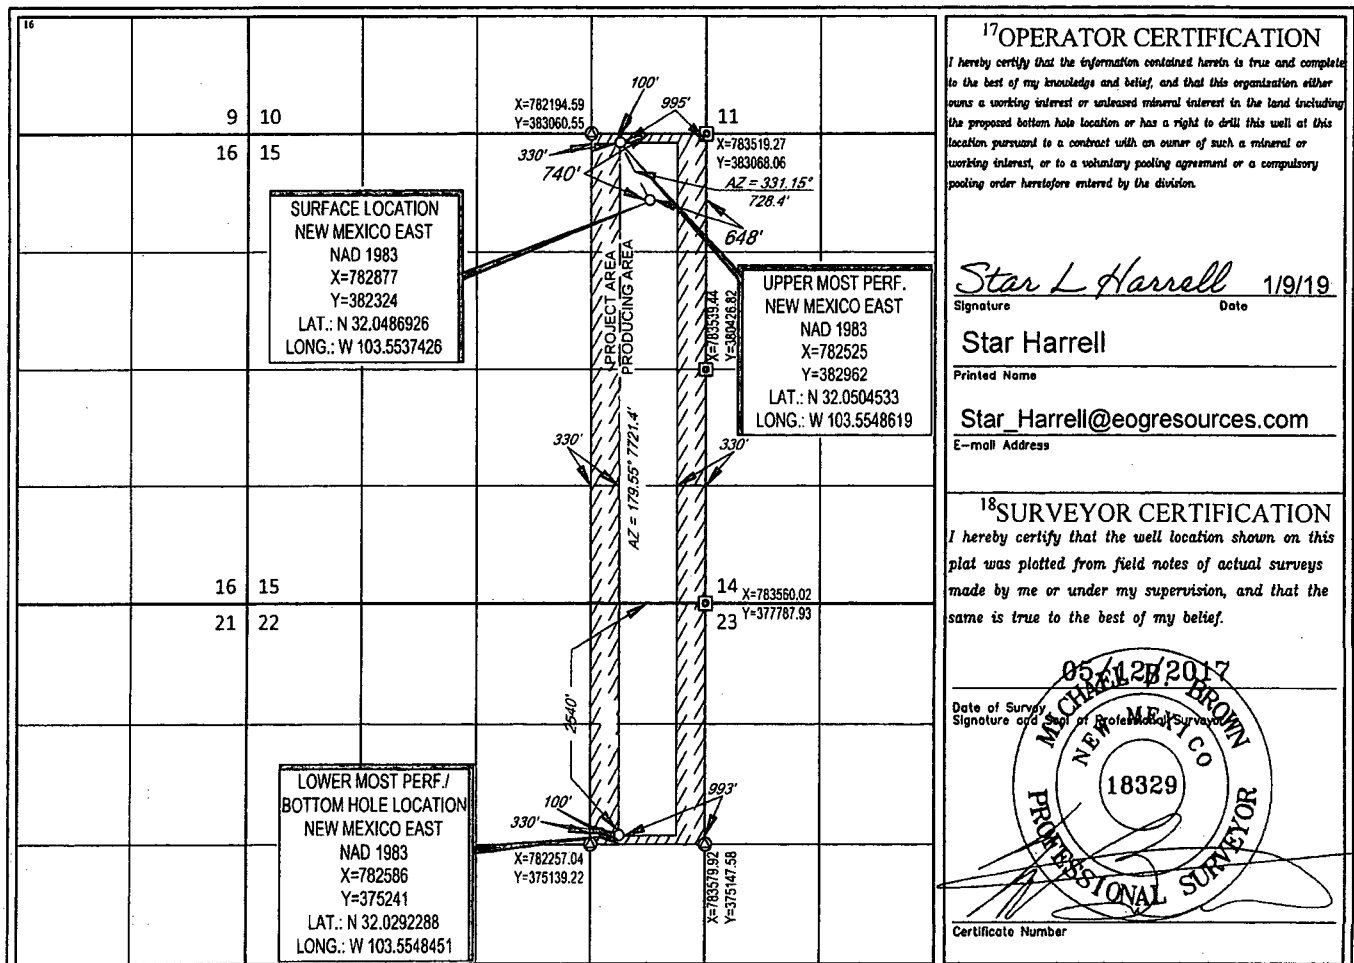 16
9 10
16 15
X=782194.59
Y=383060.55
100'
995'
11
X=783519.27
Y=383068.06
330'
740'
AZ = 331.15°
728.4'
648'
SURFACE LOCATION
NEW MEXICO EAST
NAD 1983
X=782877
Y=382324
LAT.: N 32.0486926
LONG.: W 103.5537426
PROJECT AREA
PRODUCING AREA
X=783539.44
Y=380426.82
UPPER MOST PERF.
NEW MEXICO EAST
NAD 1983
X=782525
Y=382962
LAT.: N 32.0504533
LONG.: W 103.5548619
330'
AZ = 179.55° 7721.4'
330'
16 15
21 22
14
23
X=783560.02
Y=377787.93
2540'
LOWER MOST PERF./
BOTTOM HOLE LOCATION
NEW MEXICO EAST
NAD 1983
X=782586
Y=375241
LAT.: N 32.0292288
LONG.: W 103.5548451
100'
330'
993'
X=782257.04
Y=375139.22
X=783579.92
Y=375147.58
17OPERATOR CERTIFICATION
I hereby certify that the information contained herein is true and complete
to the best of my knowledge and belief, and that this organization either
owns a working interest or unleased mineral interest in the land including
the proposed bottom hole location or has a right to drill this well at this
location pursuant to a contract with an owner of such a mineral or
working interest, or to a voluntary pooling agreement or a compulsory
pooling order heretofore entered by the division.
Star L Harrell 1/9/19
Signature Date
Star Harrell
Printed Name
Star_Harrell@eogresources.com
E-mail Address
18SURVEYOR CERTIFICATION
I hereby certify that the well location shown on this
plat was plotted from field notes of actual surveys
made by me or under my supervision, and that the
same is true to the best of my belief.
05/12/2017
Date of Survey
Signature and Seal of Professional Surveyor
MICHAEL B. BROWN
NEW MEXICO
18329
PROFESSIONAL SURVEYOR
Certificate Number